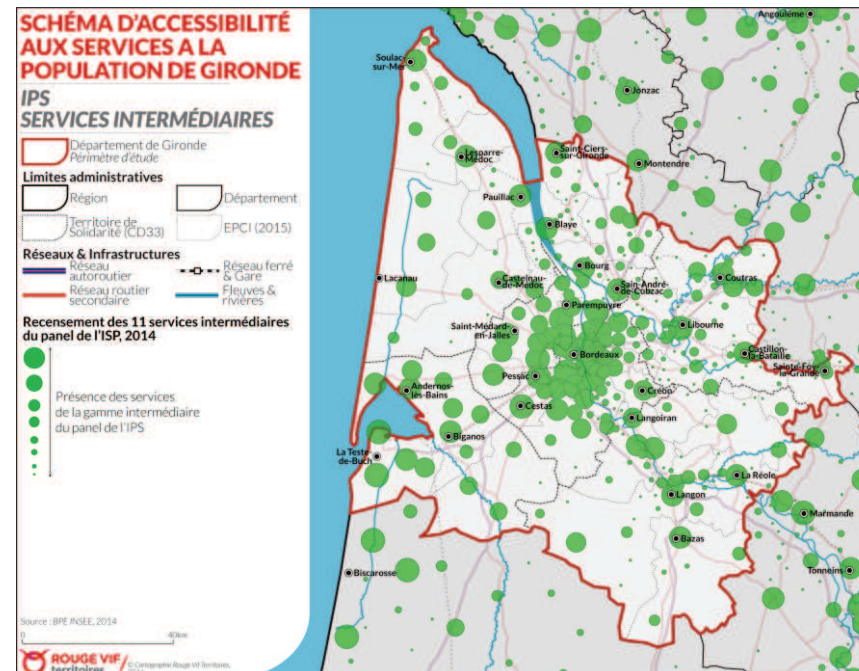 SCHÉMA D'ACCESSIBILITÉ
AUX SERVICES A LA
POPULATION DE GIRONDE
IPS
SERVICES INTERMÉDIAIRES
Département de Gironde
Périmètre d'étude
Limites administratives
Région
Département
Territoire de
Solidarité (CD33)
EPCI (2015)
Réseaux & Infrastructures
Réseau
autoroutier
Réseau ferré
& Gare
Réseau routier
secondaire
Fleuves &
rivières
Recensement des 11 services intermédiaires
du panel de l'ISP, 2014
Présence des services
de la gamme intermédiaire
du panel de l'IPS
Source : BPE INSEE, 2014
0 40km
ROUGE VIF/
territoires
© Cartographie Rouge Vif Territoires,
Angoulême
Soulac-
sur-Mer
Jonzac
Lesparre-
Médoc
Saint-Ciers-
sur-Gironde
Montendre
Pauillac
Blaye
Lacanau
Castelnau-
de-Médoc
Bourg
Sain-André-
de-Cubzac
Coutras
Parempuyre
Saint-Médard-
en-Jalles
Libourne
Bordeaux
Castillon-
la-Bataille
Sainte-Foy-
la-Grande
Pessac
Andernos-
les-Bains
Créon
Cestas
Langoiran
Biganos
La Teste-
de-Buch
La Réole
Langon
Marmande
Bazas
Biscarosse
Tonneins